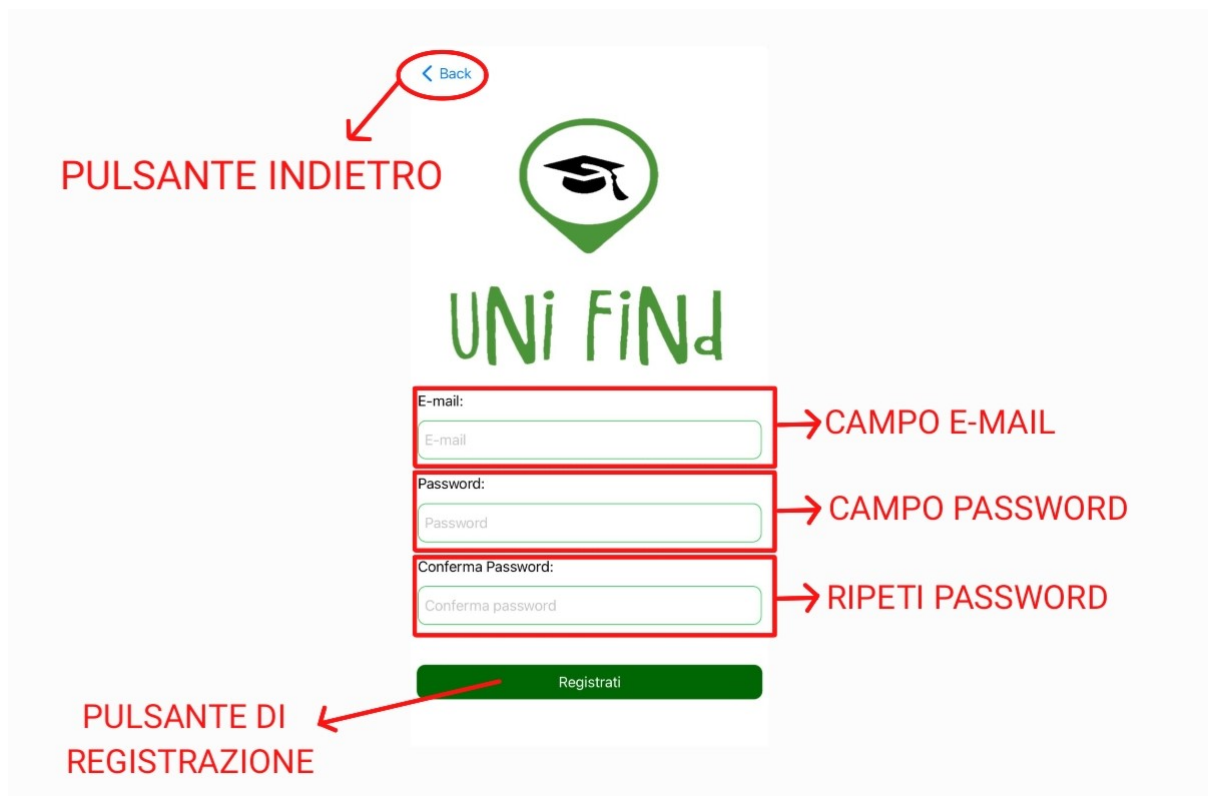 Back
PULSANTE INDIETRO
UNi FiNd
E-mail:
E-mail
CAMPO E-MAIL
Password:
Password
CAMPO PASSWORD
Conferma Password:
Conferma password
RIPETI PASSWORD
Registrati
PULSANTE DI
REGISTRAZIONE